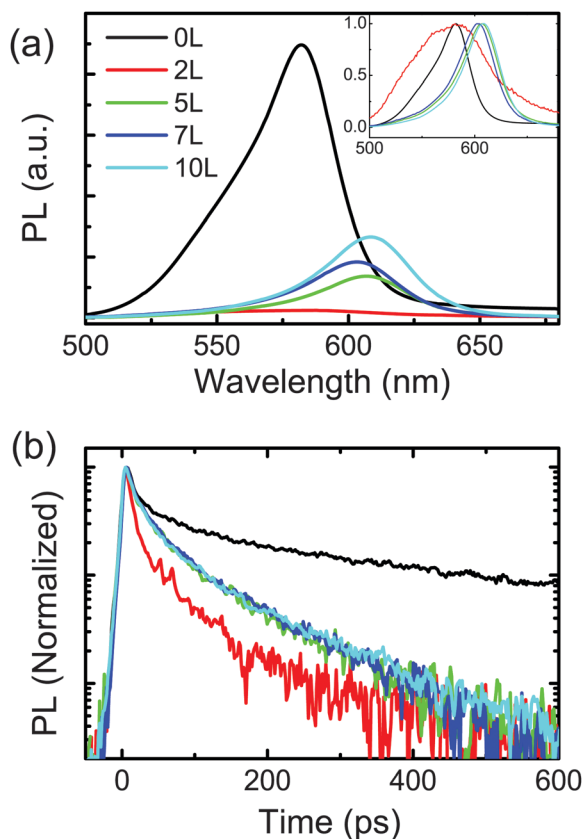 (a)
0L
2L
5L
7L
10L
1.0
0.5
0.0
500 600
PL (a.u.)
500 550 600 650
Wavelength (nm)
(b)
PL (Normalized)
0 200 400 600
Time (ps)